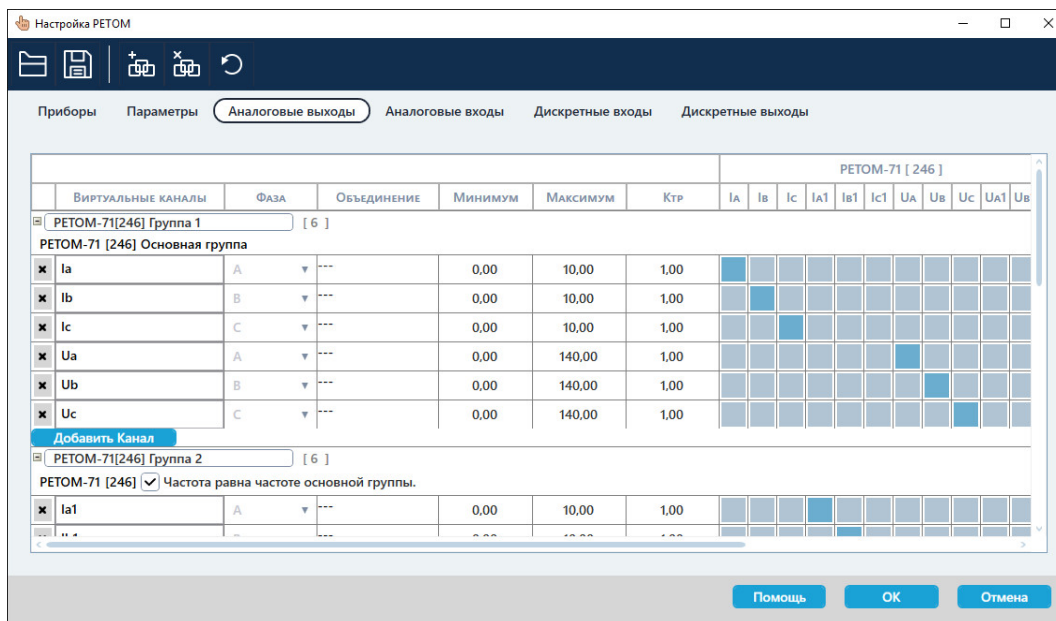 Настройка РЕТОМ
Приборы Параметры Аналоговые выходы Аналоговые входы Дискретные входы Дискретные выходы
РЕТОМ-71 [ 246 ]
Виртуальные каналы Фаза Объединение Минимум Максимум Ктр IA IB IC IA1 IB1 IC1 UA UB UC UA1 UB
РЕТОМ-71[246] Группа 1 [ 6 ]
РЕТОМ-71 [246] Основная группа
Ia A --- 0,00 10,00 1,00
Ib B --- 0,00 10,00 1,00
Ic C --- 0,00 10,00 1,00
Ua A --- 0,00 140,00 1,00
Ub B --- 0,00 140,00 1,00
Uc C --- 0,00 140,00 1,00
Добавить Канал
РЕТОМ-71[246] Группа 2 [ 6 ]
РЕТОМ-71 [246] Частота равна частоте основной группы.
Ia1 A --- 0,00 10,00 1,00
Помощь ОК Отмена